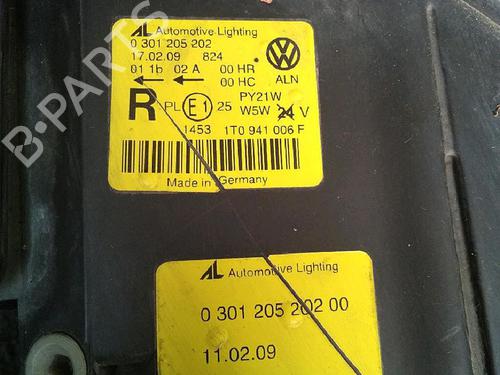 AL Automotive Lighting
0 301 205 202
17.02.09 824
01 1b 02 A 00 HR
00 HC ALN
R PL E1 25 PY21W
W5W 24 V
1453 1T0 941 006 F
Made in Germany
AL Automotive Lighting
0 301 205 202 00
11.02.09
B-PARTS